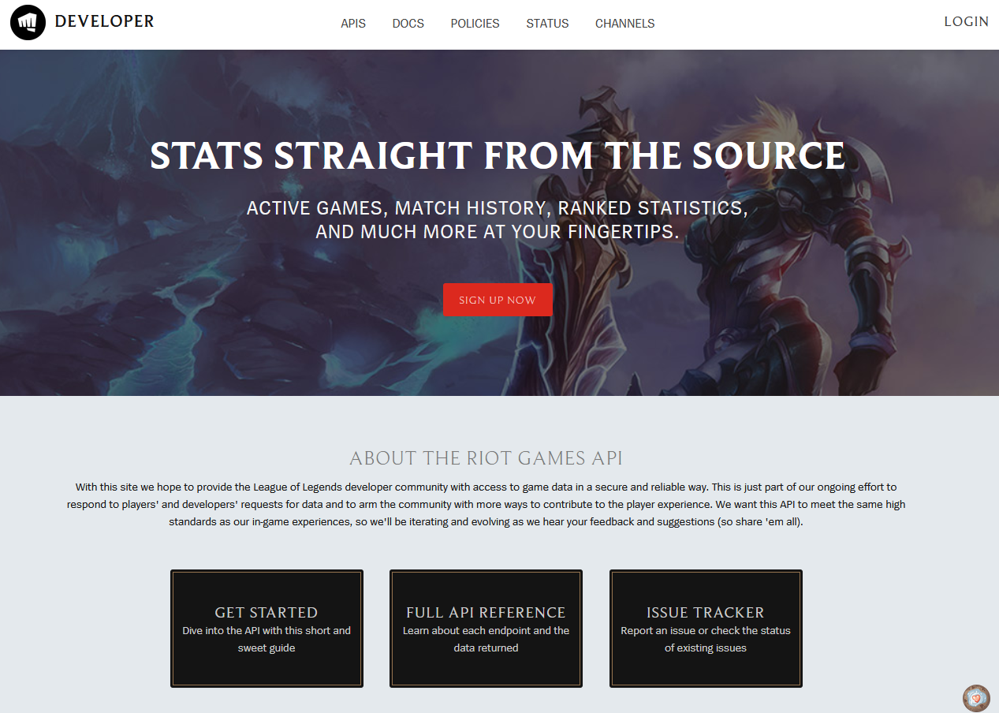 DEVELOPER
APIS
DOCS
POLICIES
STATUS
CHANNELS
LOGIN
STATS STRAIGHT FROM THE SOURCE
ACTIVE GAMES, MATCH HISTORY, RANKED STATISTICS,
AND MUCH MORE AT YOUR FINGERTIPS.
SIGN UP NOW
ABOUT THE RIOT GAMES API
With this site we hope to provide the League of Legends developer community with access to game data in a secure and reliable way. This is just part of our ongoing effort to
respond to players' and developers' requests for data and to arm the community with more ways to contribute to the player experience. We want this API to meet the same high
standards as our in-game experiences, so we'll be iterating and evolving as we hear your feedback and suggestions (so share 'em all).
GET STARTED
Dive into the API with this short and
sweet guide
FULL API REFERENCE
Learn about each endpoint and the
data returned
ISSUE TRACKER
Report an issue or check the status
of existing issues